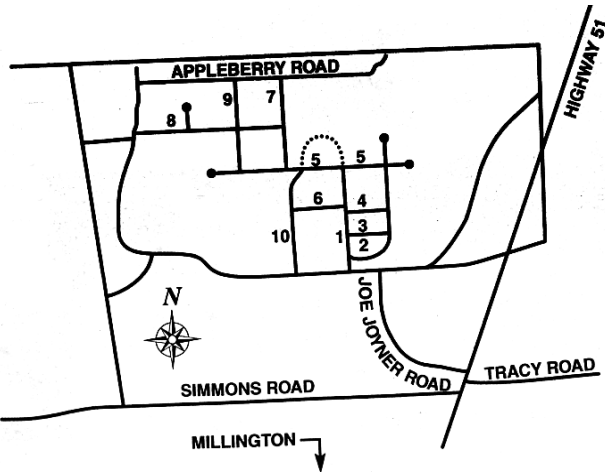 APPLEBERRY ROAD
HIGHWAY 51
9
7
8
5
5
6
4
3
10
1
2
N
JOE JOYNER ROAD
TRACY ROAD
SIMMONS ROAD
MILLINGTON